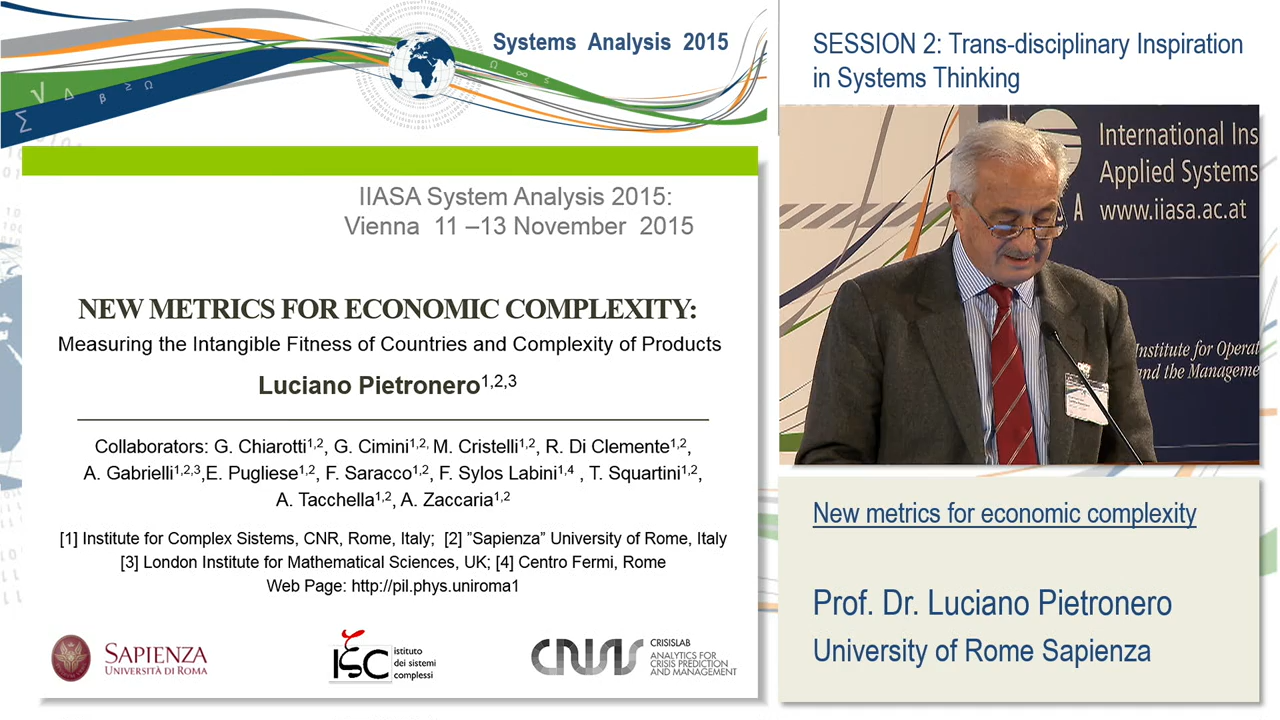 Systems Analysis 2015
IIASA System Analysis 2015:
Vienna 11 –13 November 2015
NEW METRICS FOR ECONOMIC COMPLEXITY:
Measuring the Intangible Fitness of Countries and Complexity of Products
Luciano Pietronero1,2,3
Collaborators: G. Chiarotti1,2, G. Cimini1,2, M. Cristelli1,2, R. Di Clemente1,2,
A. Gabrielli1,2,3,E. Pugliese1,2, F. Saracco1,2, F. Sylos Labini1,4 , T. Squartini1,2,
A. Tacchella1,2, A. Zaccaria1,2
[1] Institute for Complex Sistems, CNR, Rome, Italy; [2] ”Sapienza” University of Rome, Italy
[3] London Institute for Mathematical Sciences, UK; [4] Centro Fermi, Rome
Web Page: http://pil.phys.uniroma1
SAPIENZA
UNIVERSITÀ DI ROMA
ISC
istituto
dei sistemi
complessi
CRISIS
CRISISLAB
ANALYTICS FOR
CRISIS PREDICTION
AND MANAGEMENT
SESSION 2: Trans-disciplinary Inspiration
in Systems Thinking
International Ins
Applied Systems
A www.iiasa.ac.at
Institute for Operat
and the Manageme
New metrics for economic complexity
Prof. Dr. Luciano Pietronero
University of Rome Sapienza